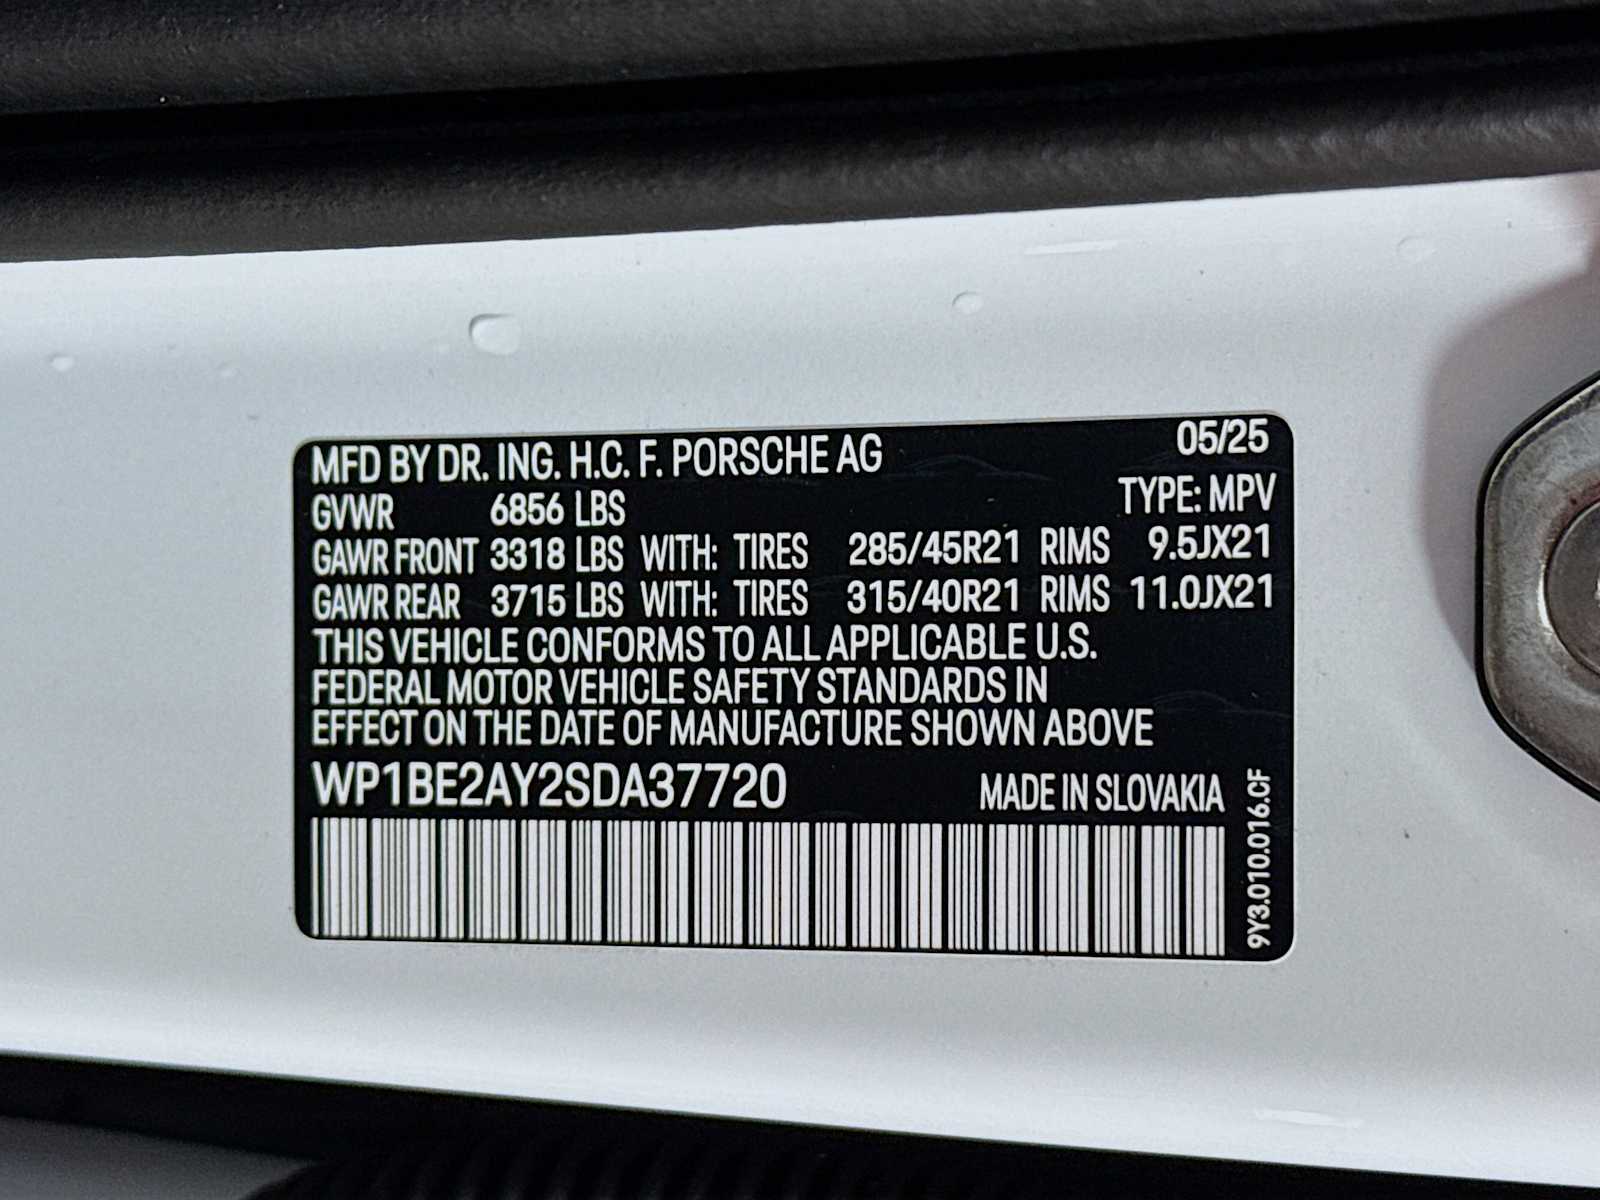 MFD BY DR. ING. H.C. F. PORSCHE AG 05/25
GVWR 6856 LBS TYPE: MPV
GAWR FRONT 3318 LBS WITH: TIRES 285/45R21 RIMS 9.5JX21
GAWR REAR 3715 LBS WITH: TIRES 315/40R21 RIMS 11.0JX21
THIS VEHICLE CONFORMS TO ALL APPLICABLE U.S.
FEDERAL MOTOR VEHICLE SAFETY STANDARDS IN
EFFECT ON THE DATE OF MANUFACTURE SHOWN ABOVE
WP1BE2AY2SDA37720 MADE IN SLOVAKIA
9Y3.010.016.CF